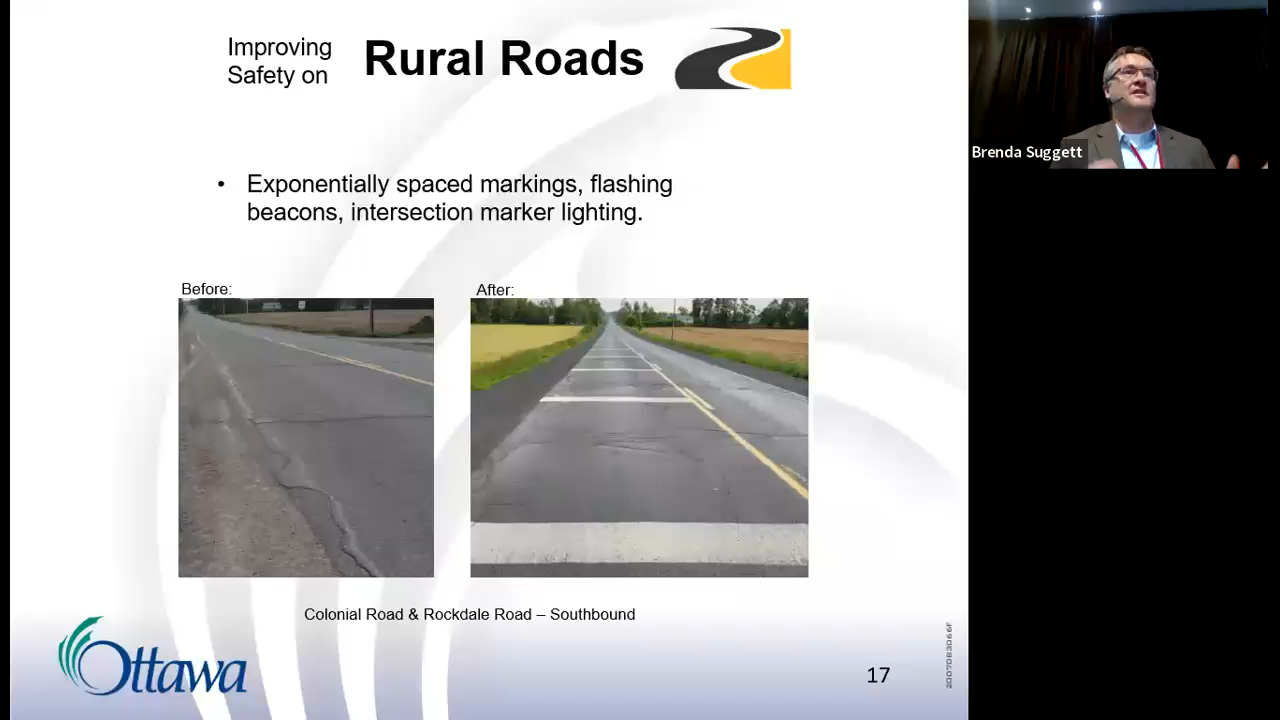 Improving
Safety on
Rural Roads
• Exponentially spaced markings, flashing
beacons, intersection marker lighting.
Before:
After:
Colonial Road & Rockdale Road – Southbound
Ottawa
17
Brenda Suggett